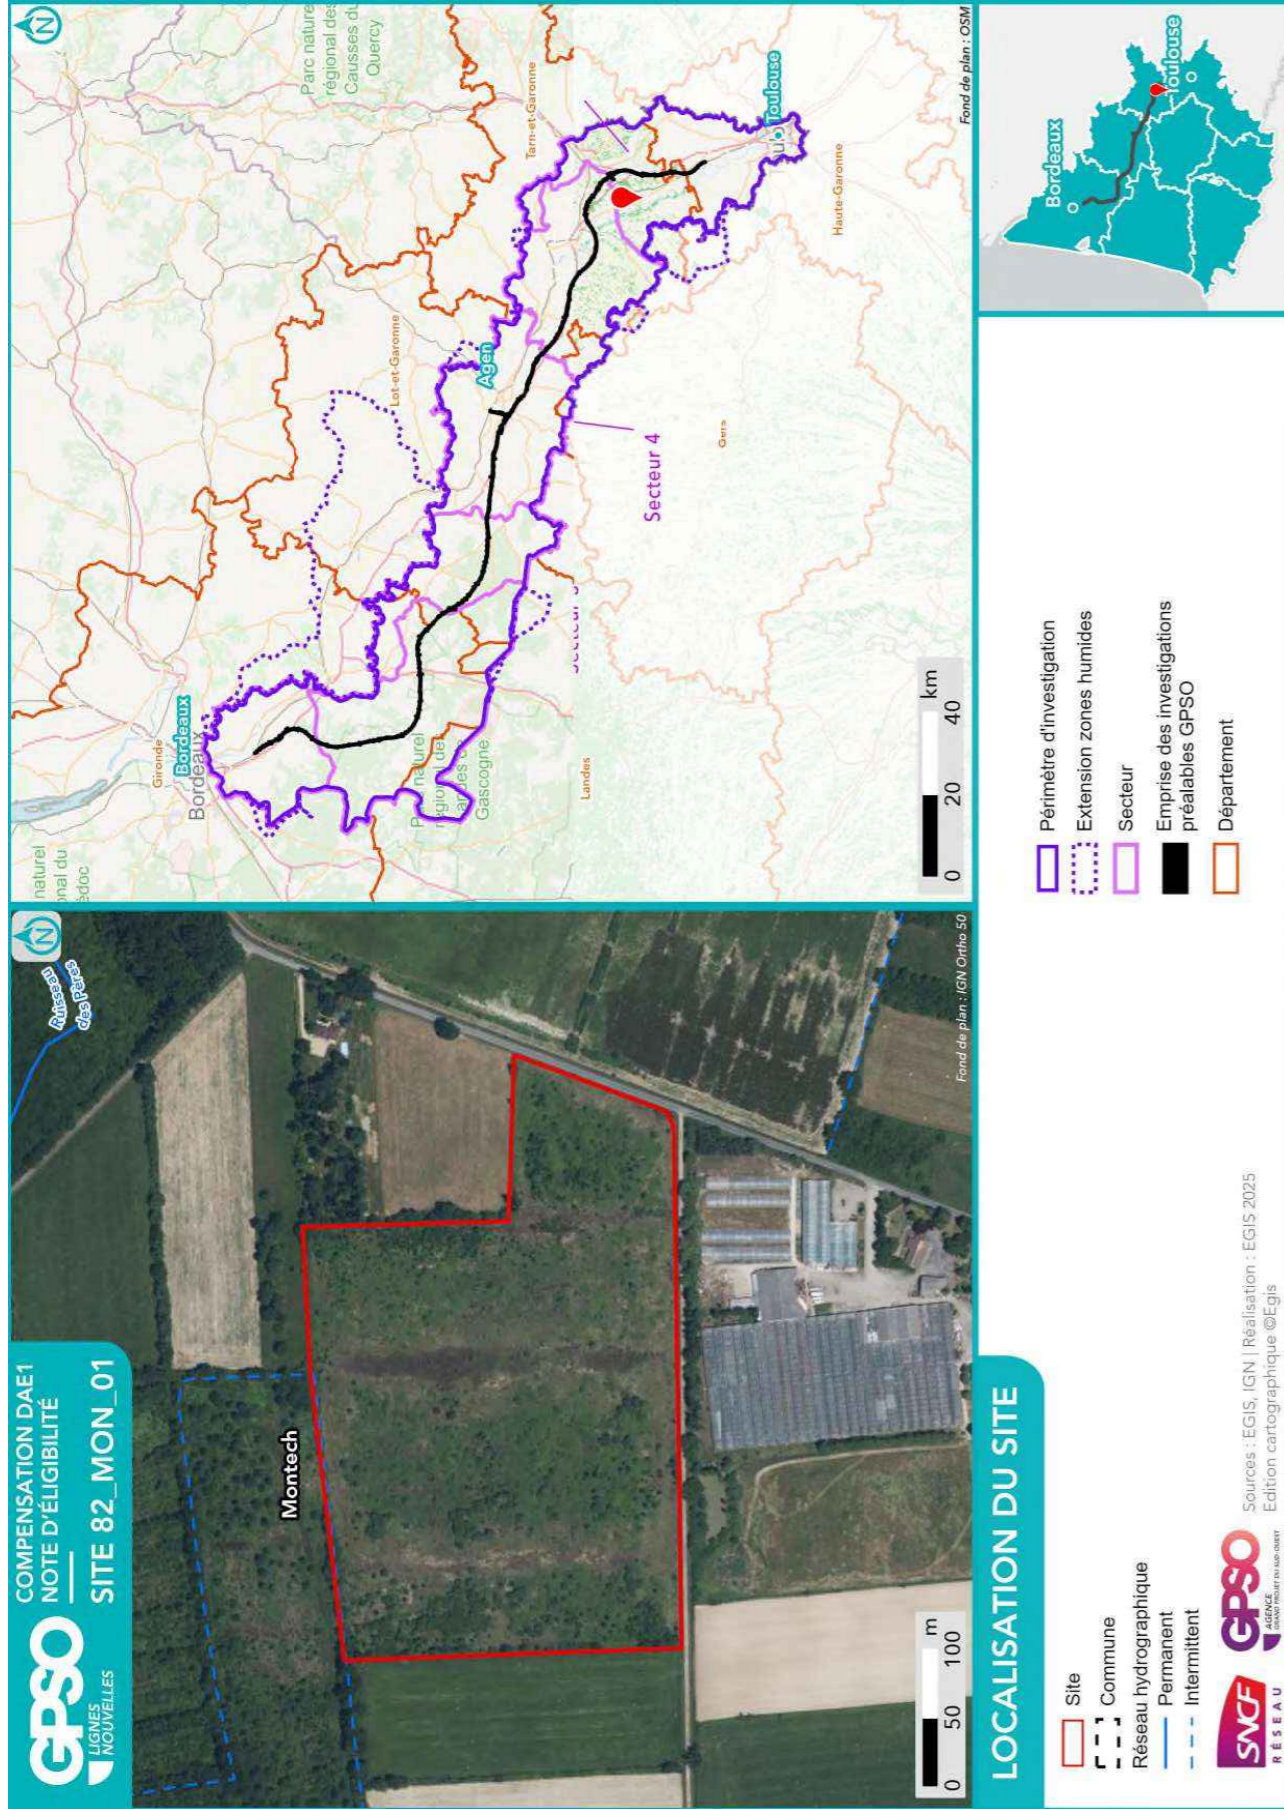 GPSO
LIGNES
NOUVELLES
COMPENSATION DAE1
NOTE D'ÉLIGIBILITÉ
SITE 82_MON_01
N
Ruisseau
des Pères
Montech
0 50 100 m
Fond de plan : IGN Ortho 50
N
naturel
onal du
édoc
Gironde
Bordeaux
Bordeaux
naturel
régional de
Gascogne
Landes
Lot-et-Garonne
Agen
Secteur 4
Gers
Parc nature
régional des
Causses du
Quercy
Tarn-et-Garonne
Toulouse
Haute-Garonne
0 20 40 km
Fond de plan : OSM
LOCALISATION DU SITE
Site
Commune
Réseau hydrographique
Permanent
Intermittent
Périmètre d'investigation
Extension zones humides
Secteur
Emprise des investigations
préalables GPSO
Département
Bordeaux
Toulouse
SNCF
RÉSEAU
GPSO
AGENCE
GRAND PROJET DU SUD-OUEST
Sources : EGIS, IGN | Réalisation : EGIS 2025
Edition cartographique ©Egis